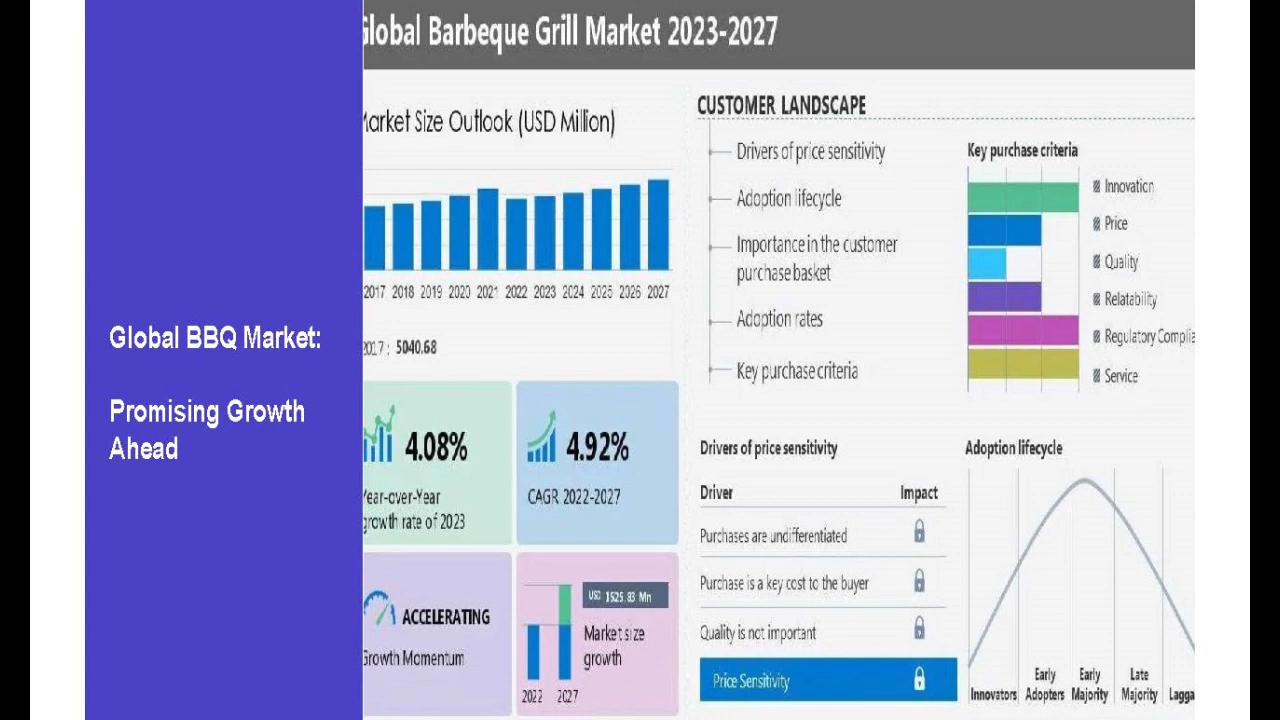 Global BBQ Market:
Promising Growth
Ahead
Global Barbeque Grill Market 2023-2027
Market Size Outlook (USD Million)
2017 2018 2019 2020 2021 2022 2023 2024 2025 2026 2027
2017 : 5040.68
4.08%
Year-over-Year
growth rate of 2023
4.92%
CAGR 2022-2027
ACCELERATING
Growth Momentum
USD 1525.83 Mn
Market size
growth
2022 2027
CUSTOMER LANDSCAPE
Drivers of price sensitivity
Adoption lifecycle
Importance in the customer
purchase basket
Adoption rates
Key purchase criteria
Key purchase criteria
Innovation
Price
Quality
Relatability
Regulatory Complia
Service
Drivers of price sensitivity
Driver Impact
Purchases are undifferentiated
Purchase is a key cost to the buyer
Quality is not important
Price Sensitivity
Adoption lifecycle
Innovators
Early
Adopters
Early
Majority
Late
Majority
Lagga